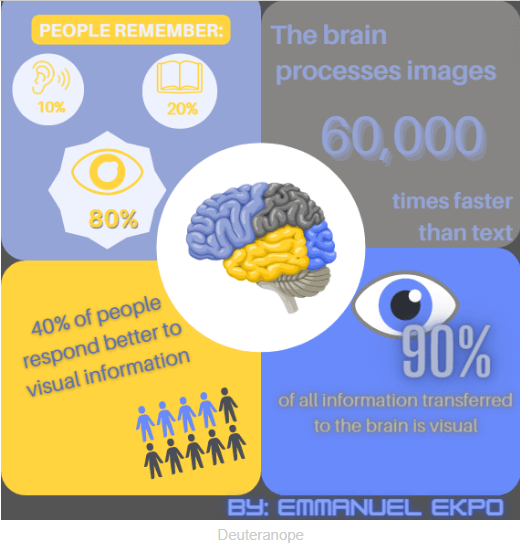 PEOPLE REMEMBER:
10%
20%
80%
The brain
processes images
60,000
times faster
than text
40% of people
respond better to
visual information
90%
of all information transferred
to the brain is visual
BY: EMMANUEL EKPO
Deuteranope